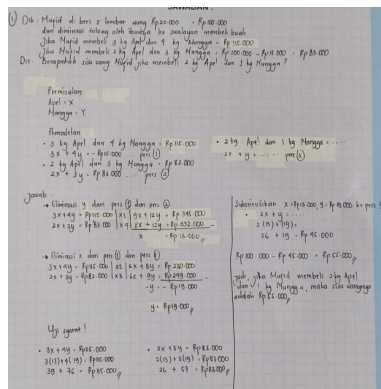 JAWABAN :
① Dik : Mujid di beri 5 lembar uang Rp20.000 - Rp100.000
dan diminta tolong oleh ibunya ke swalayan membeli buah
Jika Mujid membeli 3 kg Apel dan 4 kg Mangga = Rp115.000
Jika Mujid membeli 2 kg Apel dan 3 kg Mangga = Rp100.000 - Rp18.000 = Rp83.000
Dit : Berapakah sisa uang Mujid jika membeli 2 kg Apel dan 1 kg Mangga ?
Permisalan
Apel = X
Mangga = Y
Pemodelan
• 3 kg Apel dan 4 kg Mangga = Rp115.000
3x + 4y = Rp115.000 pers ①
• 2 kg Apel dan 3 kg Mangga = Rp83.000
2x + 3y = Rp83.000 ... pers ②
• 2 kg Apel dan 1 kg Mangga = ....
2x + y = ..... pers ③
Jawab :
→ Eliminasi y dari pers ① dan pers ②
3x + 4y = Rp115.000 |x3| 9x + 12y = Rp345.000
2x + 3y = Rp83.000 |x4| 8x + 12y = Rp332.000 -
x = Rp13.000
→ Eliminasi x dari pers ① dan pers ②
3x + 4y = Rp115.000 |x2| 6x + 8y = Rp230.000
2x + 3y = Rp83.000 |x3| 6x + 9y = Rp249.000 -
-y = -Rp19.000
y = Rp19.000
Substitusikan x = Rp13.000, y = Rp19.000 ke pers
• 2x + y = ....
2(13) + (19) :
26 + 19 = Rp45.000
Rp100.000 - Rp45.000 = Rp55.000
Jadi, jika Mujid membeli 2 kg Apel
dan 1 kg Mangga, maka sisa uangnya
adalah Rp55.000
Uji syarat !
• 3x + 4y = Rp115.000
3(13) + 4(19) = Rp115.000
39 + 76 = Rp115.000
• 2x + 3y = Rp83.000
2(13) + 3(19) = Rp83.000
26 + 57 = Rp83.000